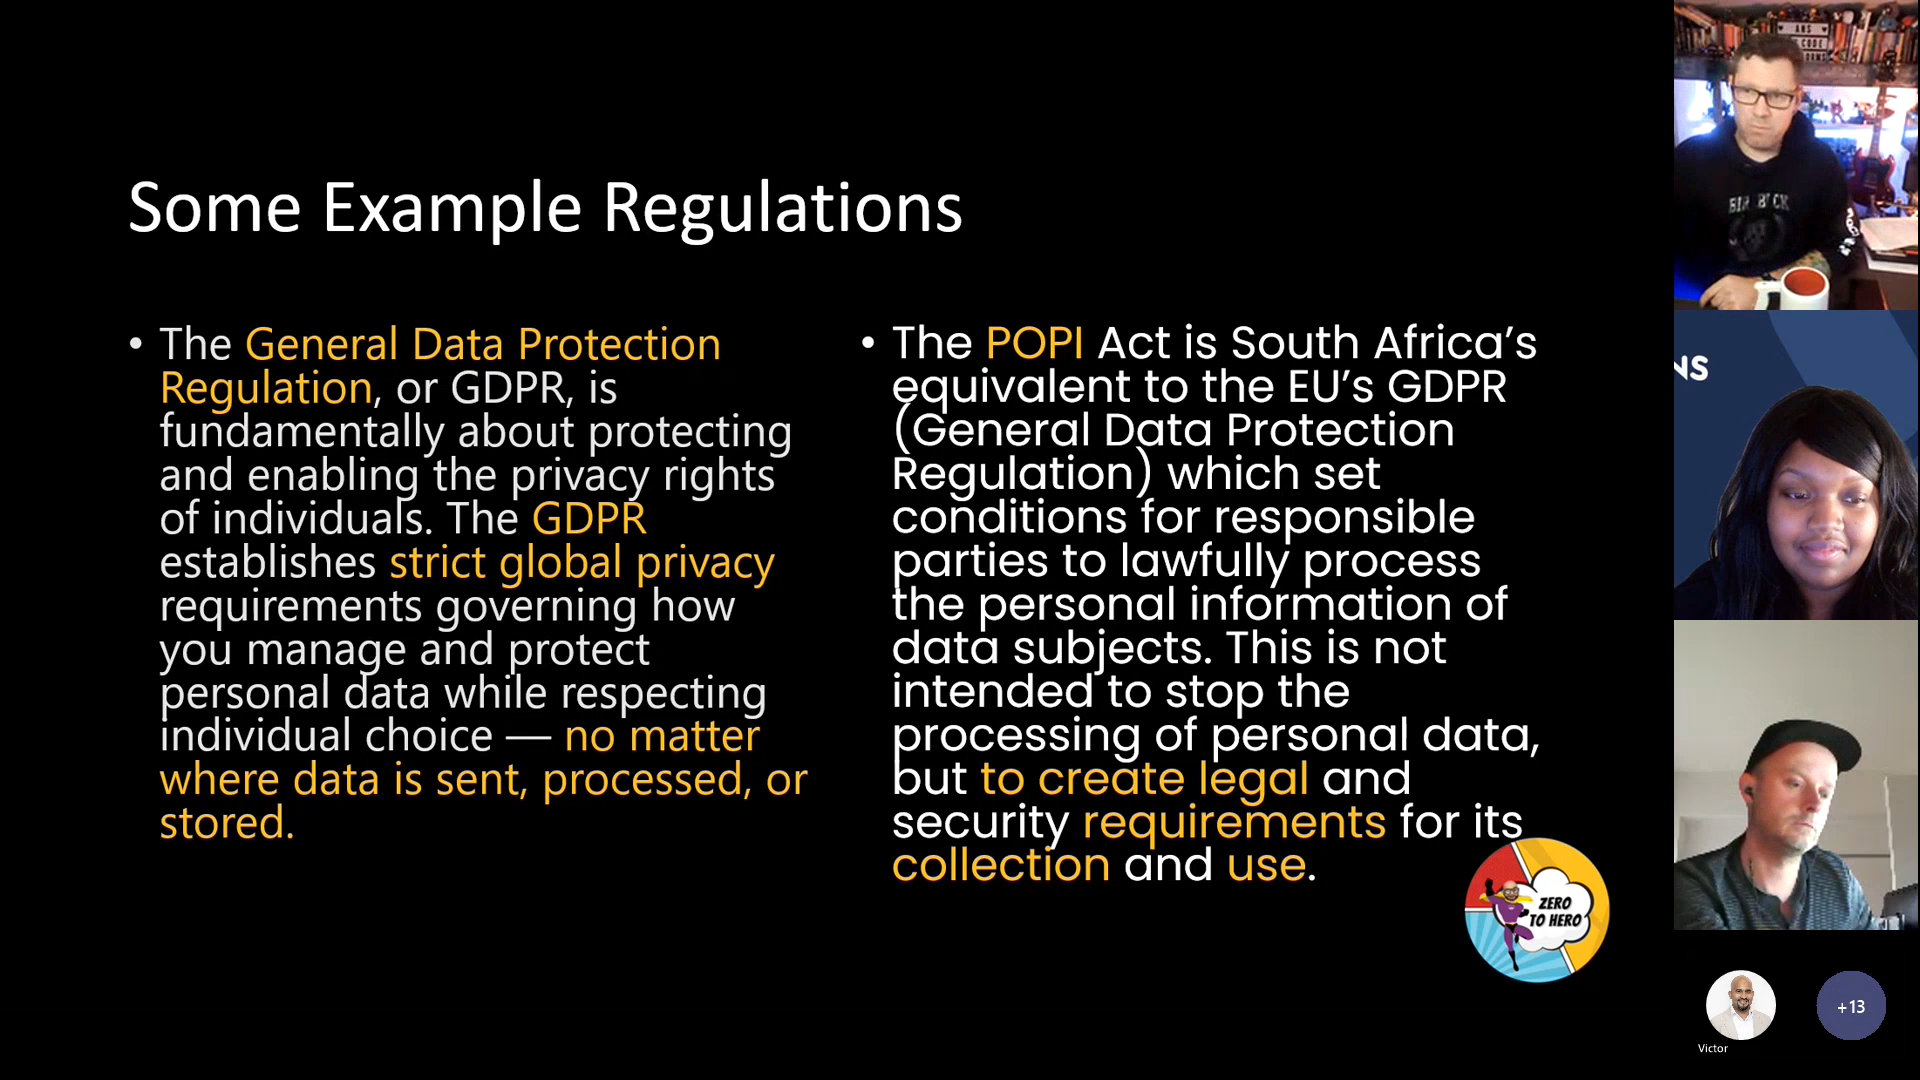 Some Example Regulations
• The General Data Protection
Regulation, or GDPR, is
fundamentally about protecting
and enabling the privacy rights
of individuals. The GDPR
establishes strict global privacy
requirements governing how
you manage and protect
personal data while respecting
individual choice — no matter
where data is sent, processed, or
stored.
• The POPI Act is South Africa’s
equivalent to the EU’s GDPR
(General Data Protection
Regulation) which set
conditions for responsible
parties to lawfully process
the personal information of
data subjects. This is not
intended to stop the
processing of personal data,
but to create legal and
security requirements for its
collection and use.
ZERO
TO HERO
NS
Victor
+13